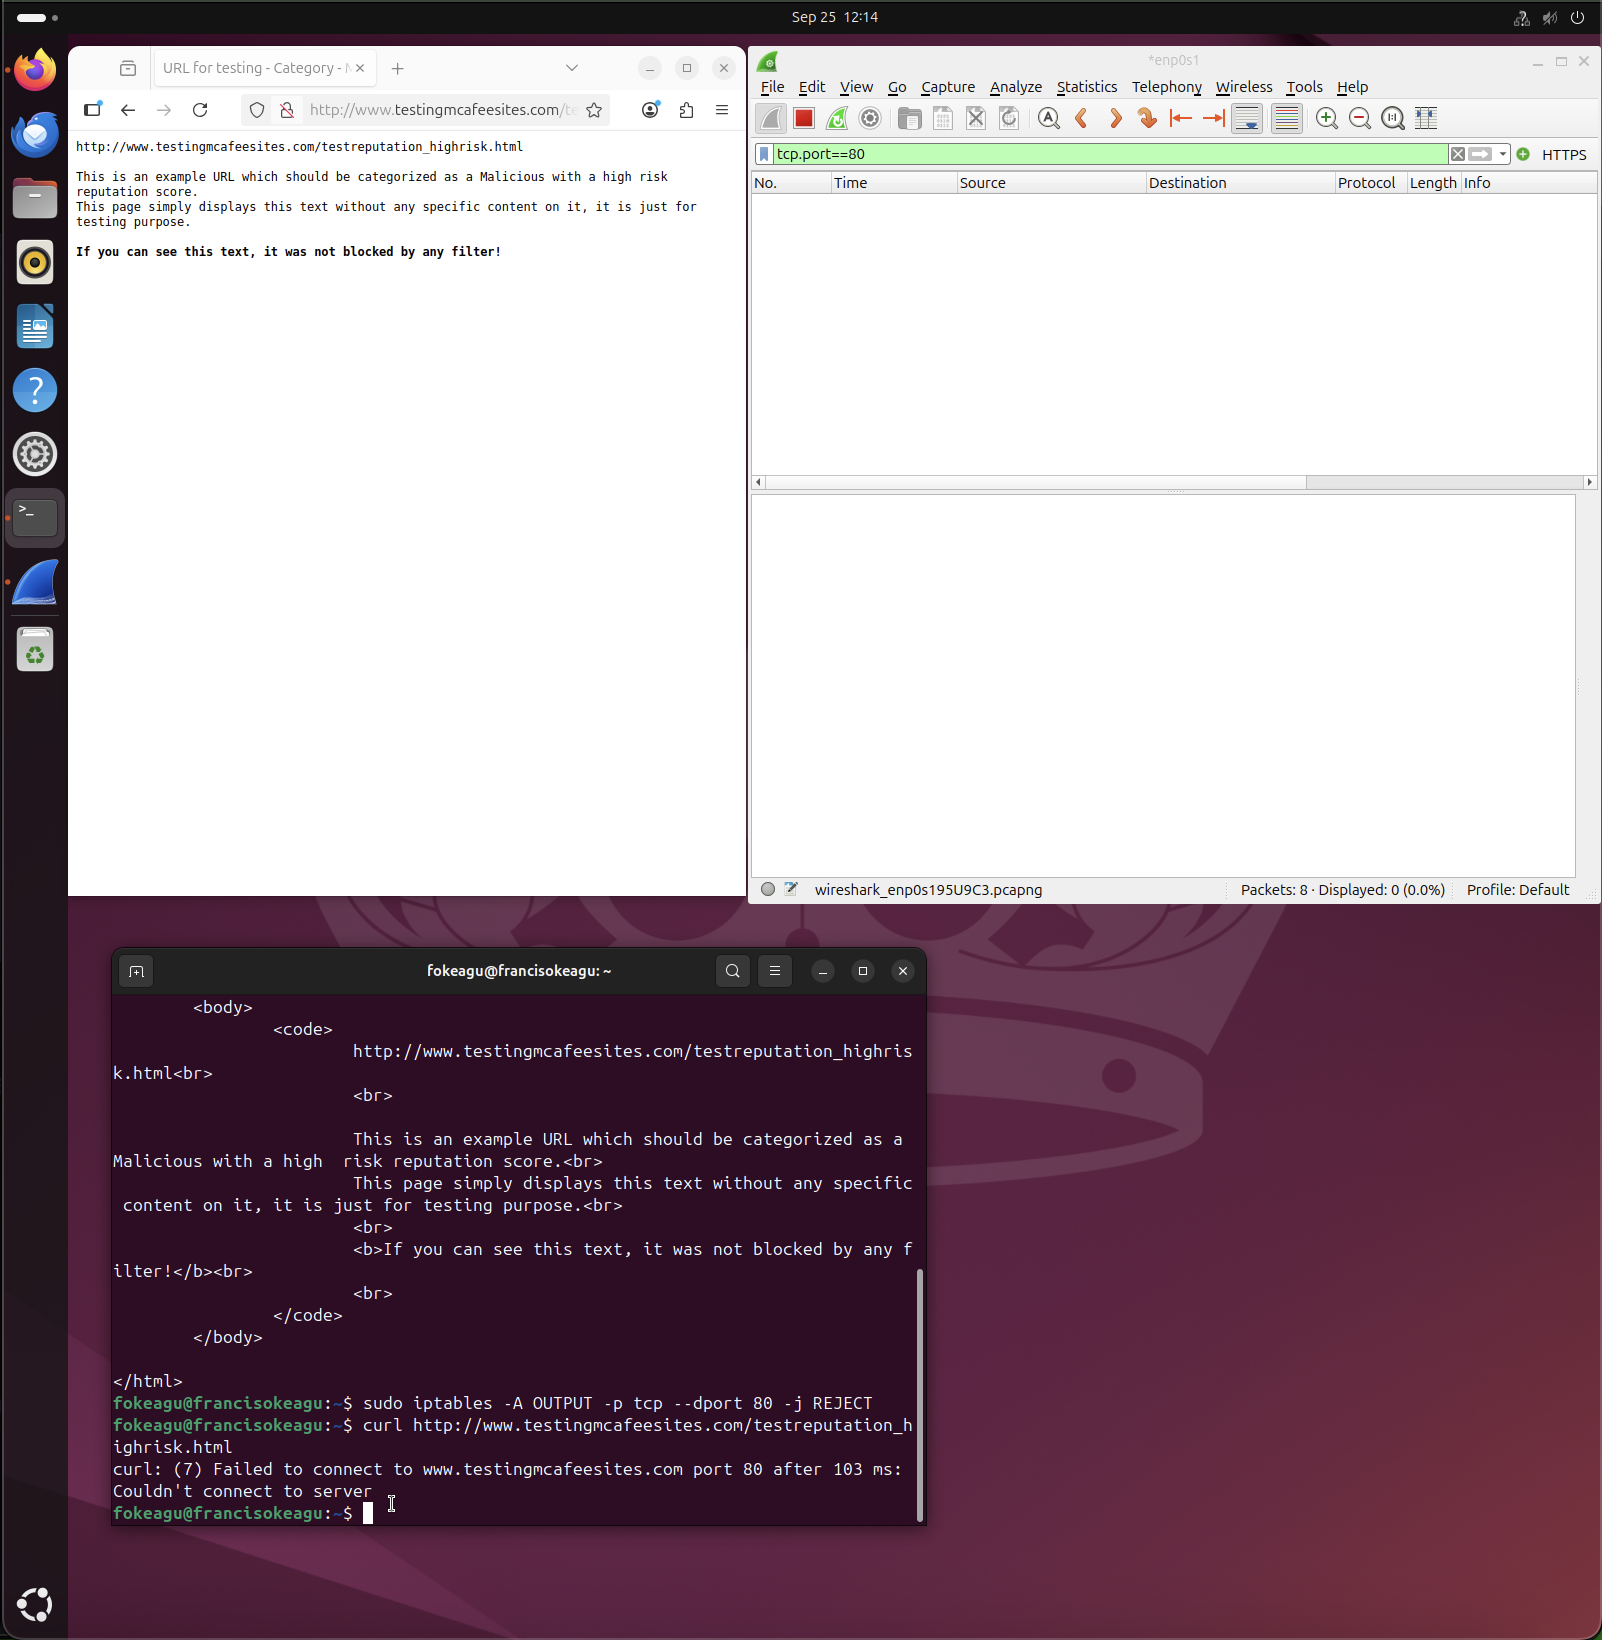 Sep 25 12:14
URL for testing - Category -
http://www.testingmcafeesites.com/te
http://www.testingmcafeesites.com/testreputation_highrisk.html
This is an example URL which should be categorized as a Malicious with a high risk
reputation score.
This page simply displays this text without any specific content on it, it is just for
testing purpose.
If you can see this text, it was not blocked by any filter!
*enp0s1
File Edit View Go Capture Analyze Statistics Telephony Wireless Tools Help
tcp.port==80
HTTPS
No. Time Source Destination Protocol Length Info
wireshark_enp0s195U9C3.pcapng
Packets: 8 · Displayed: 0 (0.0%)
Profile: Default
fokeagu@francisokeagu: ~
<body>
<code>
http://www.testingmcafeesites.com/testreputation_highris
k.html<br>
<br>
This is an example URL which should be categorized as a
Malicious with a high  risk reputation score.<br>
This page simply displays this text without any specific
content on it, it is just for testing purpose.<br>
<br>
<b>If you can see this text, it was not blocked by any f
ilter!</b><br>
<br>
</code>
</body>
</html>
fokeagu@francisokeagu:~$ sudo iptables -A OUTPUT -p tcp --dport 80 -j REJECT
fokeagu@francisokeagu:~$ curl http://www.testingmcafeesites.com/testreputation_h
ighrisk.html
curl: (7) Failed to connect to www.testingmcafeesites.com port 80 after 103 ms:
Couldn't connect to server
fokeagu@francisokeagu:~$